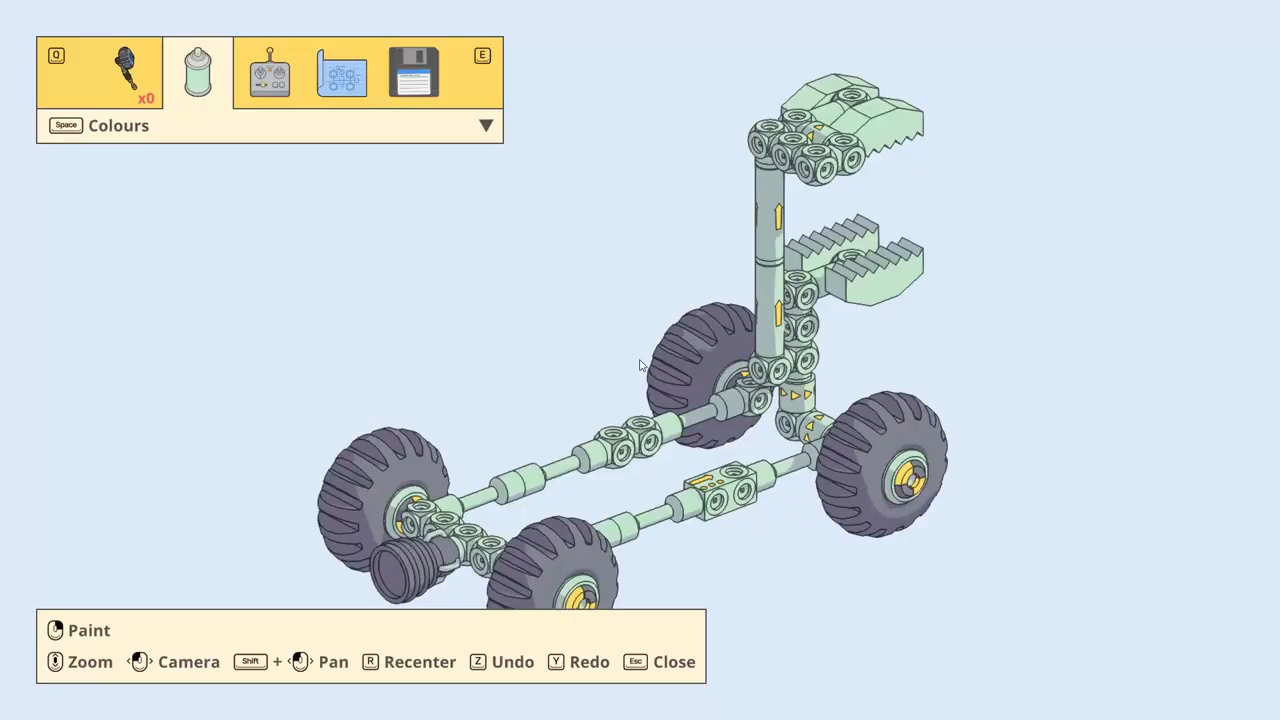 Q
x0
E
Space Colours
Paint
Zoom Camera Shift + Pan R Recenter Z Undo Y Redo Esc Close